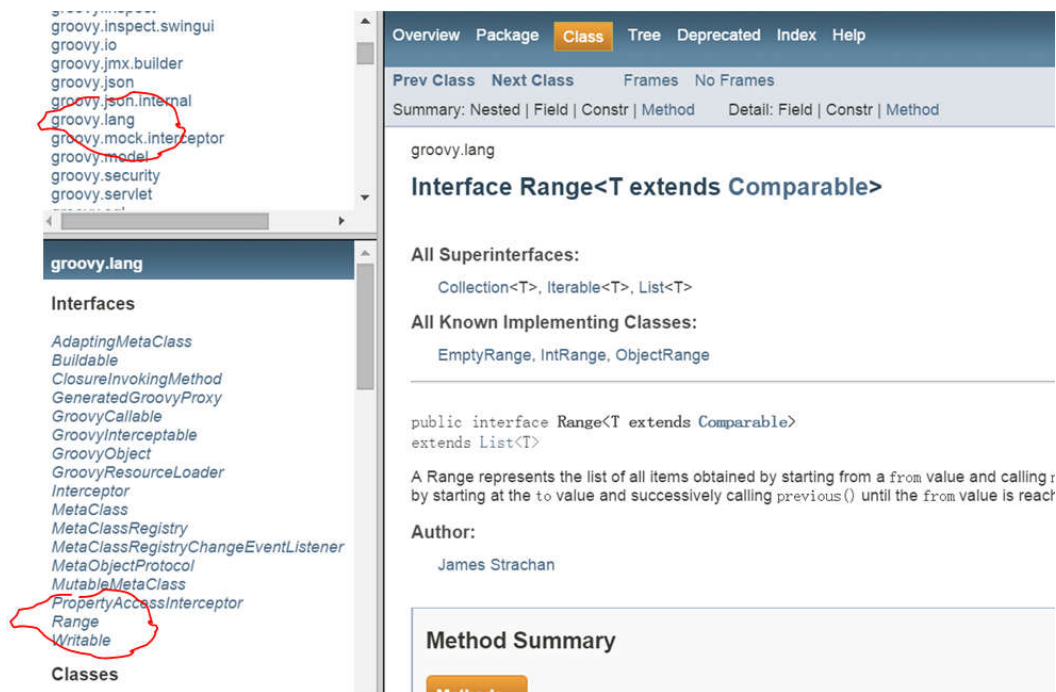 groovy.inspect.swingui
groovy.io
groovy.jmx.builder
groovy.json
groovy.json.internal
groovy.lang
groovy.mock.interceptor
groovy.model
groovy.security
groovy.servlet
groovy.lang
Interfaces
AdaptingMetaClass
Buildable
ClosureInvokingMethod
GeneratedGroovyProxy
GroovyCallable
GroovyInterceptable
GroovyObject
GroovyResourceLoader
Interceptor
MetaClass
MetaClassRegistry
MetaClassRegistryChangeEventListener
MetaObjectProtocol
MutableMetaClass
PropertyAccessInterceptor
Range
Writable
Classes
Overview Package Class Tree Deprecated Index Help
Prev Class Next Class Frames No Frames
Summary: Nested | Field | Constr | Method Detail: Field | Constr | Method
groovy.lang
Interface Range<T extends Comparable>
All Superinterfaces:
Collection<T>, Iterable<T>, List<T>
All Known Implementing Classes:
EmptyRange, IntRange, ObjectRange
public interface Range<T extends Comparable>
extends List<T>
A Range represents the list of all items obtained by starting from a from value and calling
by starting at the to value and successively calling previous() until the from value is
Author:
James Strachan
Method Summary